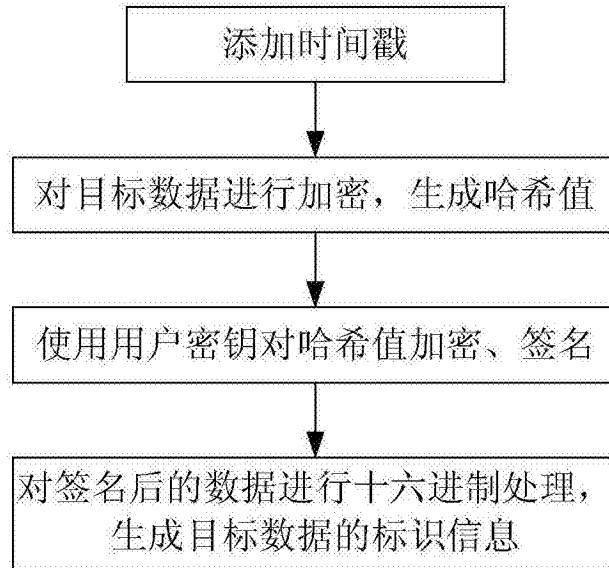 添加时间戳
对目标数据进行加密，生成哈希值
使用用户密钥对哈希值加密、签名
对签名后的数据进行十六进制处理，
生成目标数据的标识信息